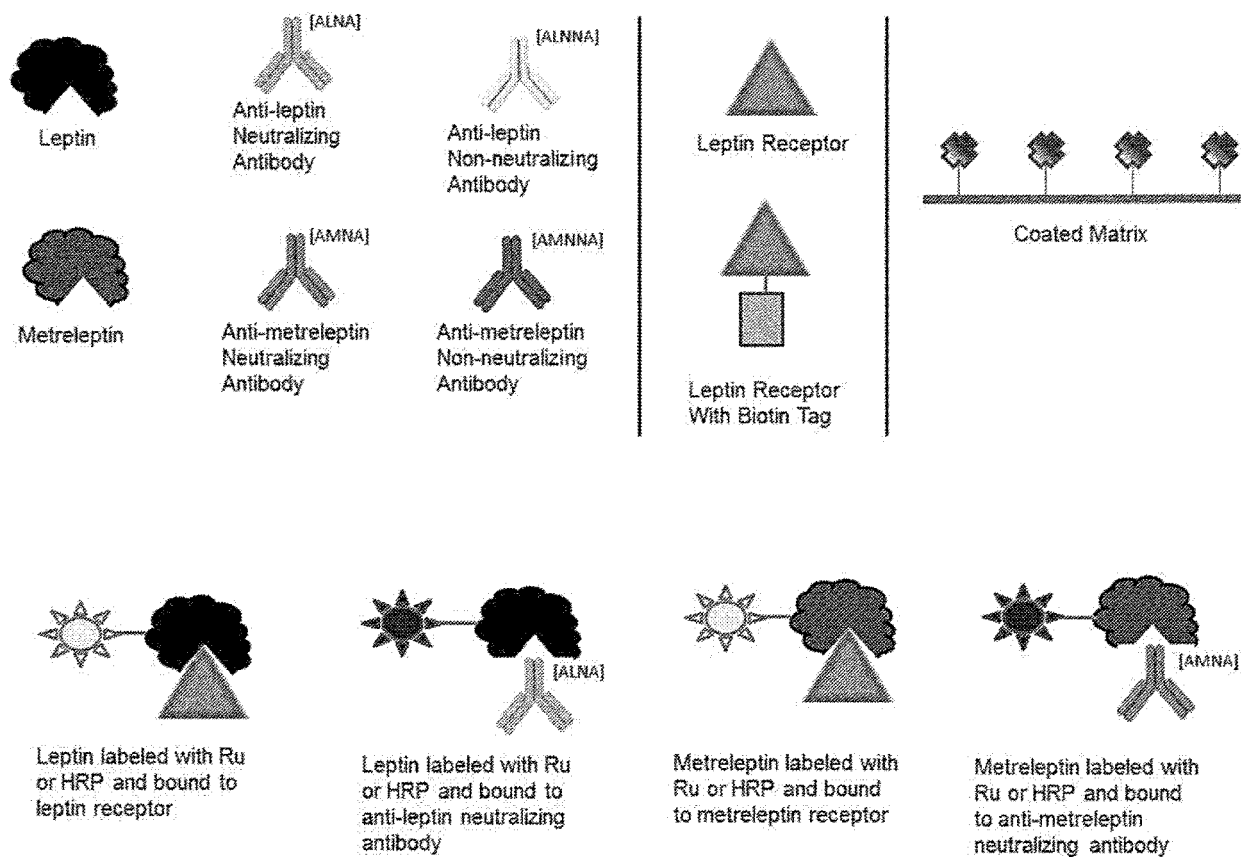 [ALNA]
[ALNNA]
Leptin
Anti-leptin
Neutralizing
Antibody
Anti-leptin
Non-neutralizing
Antibody
Leptin Receptor
Coated Matrix
[AMNA]
[AMNNA]
Metreleptin
Anti-metreleptin
Neutralizing
Antibody
Anti-metreleptin
Non-neutralizing
Antibody
Leptin Receptor
With Biotin Tag
[ALNA]
[AMNA]
Leptin labeled with Ru
or HRP and bound to
leptin receptor
Leptin labeled with Ru
or HRP and bound to
anti-leptin neutralizing
antibody
Metreleptin labeled with
Ru or HRP and bound
to metreleptin receptor
Metreleptin labeled with
Ru or HRP and bound
to anti-metreleptin
neutralizing antibody